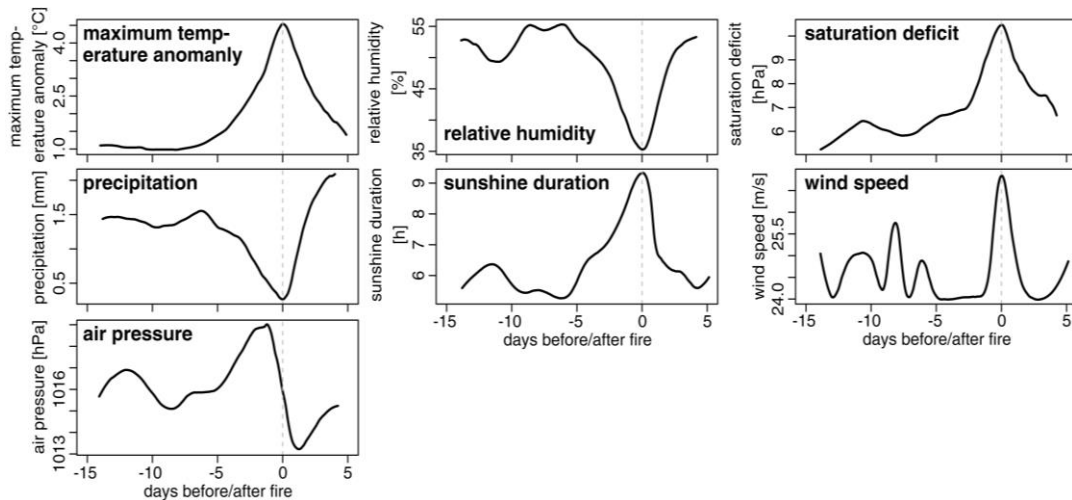 maximum temp-
erature anomaly [°C]
1.0
2.5
4.0
maximum temp-
erature anomanly
relative humidity
[%]
35
45
55
relative humidity
saturation deficit
[hPa]
6
7
9
10
saturation deficit
precipitation [mm]
0.5
1.5
precipitation
sunshine duration
[h]
6
7
8
9
sunshine duration
-15
-10
-5
0
5
days before/after fire
wind speed [m/s]
24.0
25.5
wind speed
-15
-10
-5
0
5
days before/after fire
air pressure [hPa]
1013
1016
air pressure
-15
-10
-5
0
5
days before/after fire